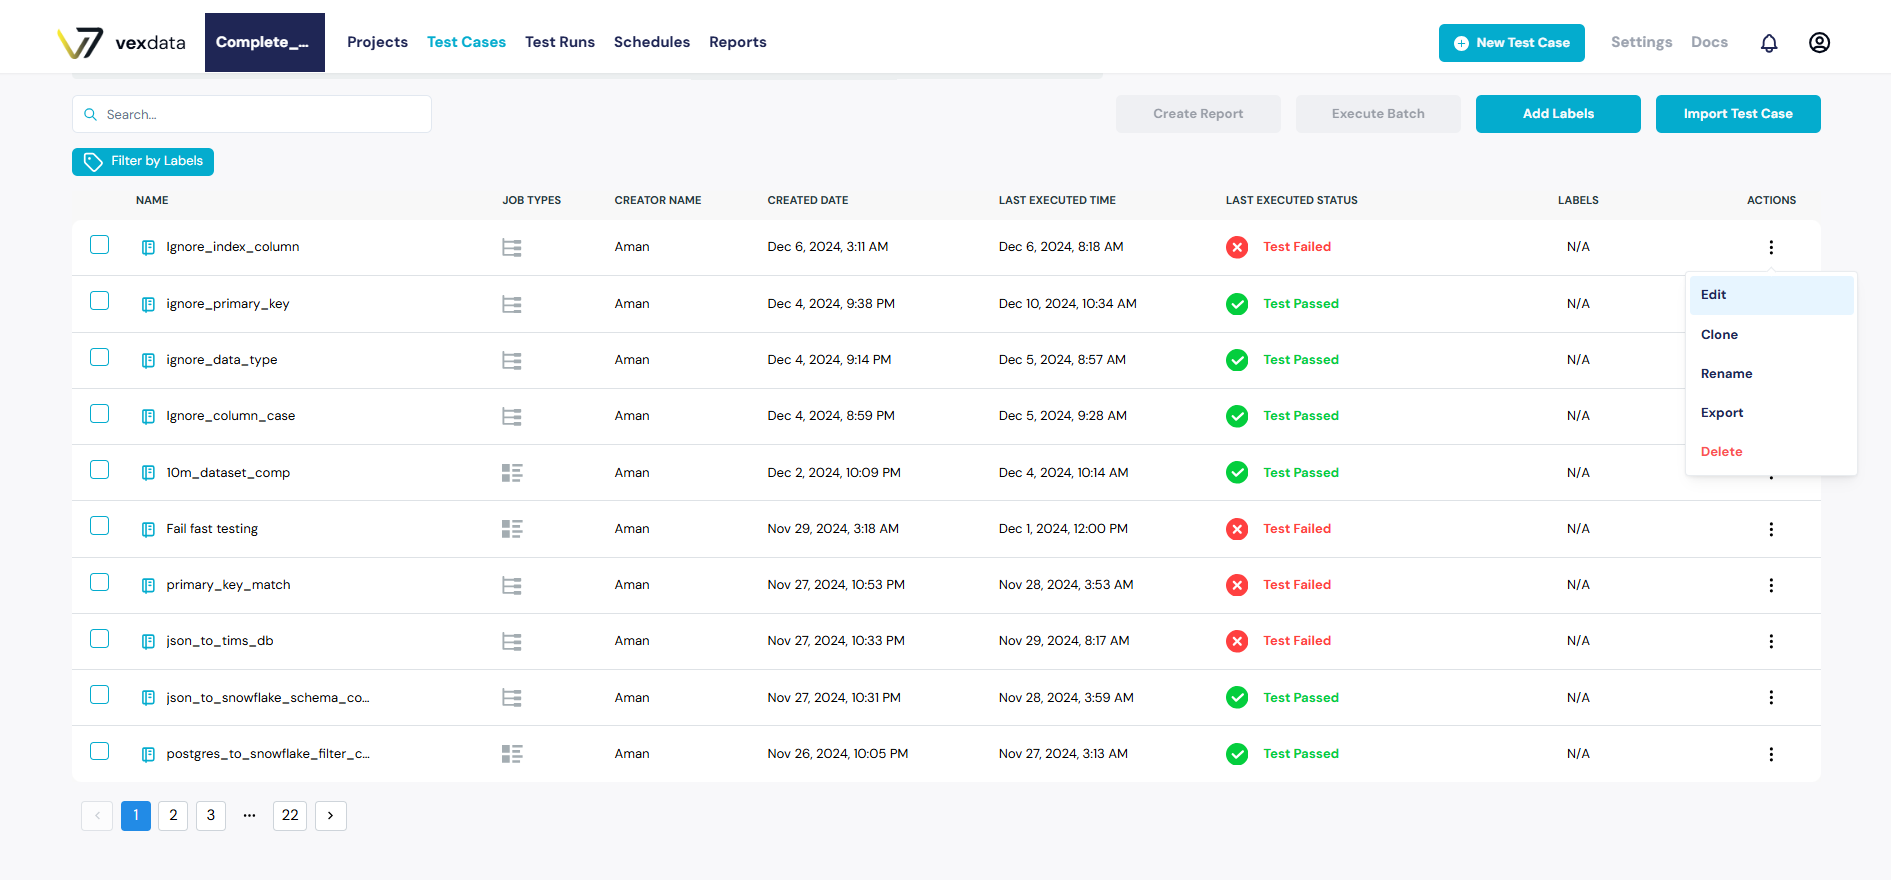 vexdata Complete_... Projects Test Cases Test Runs Schedules Reports New Test Case Settings Docs
Search... Create Report Execute Batch Add Labels Import Test Case
Filter by Labels
NAME JOB TYPES CREATOR NAME CREATED DATE LAST EXECUTED TIME LAST EXECUTED STATUS LABELS ACTIONS
Ignore_index_column Aman Dec 6, 2024, 3:11 AM Dec 6, 2024, 8:18 AM Test Failed N/A
ignore_primary_key Aman Dec 4, 2024, 9:38 PM Dec 10, 2024, 10:34 AM Test Passed N/A
ignore_data_type Aman Dec 4, 2024, 9:14 PM Dec 5, 2024, 8:57 AM Test Passed N/A
Ignore_column_case Aman Dec 4, 2024, 8:59 PM Dec 5, 2024, 9:28 AM Test Passed N/A
10m_dataset_comp Aman Dec 2, 2024, 10:09 PM Dec 4, 2024, 10:14 AM Test Passed N/A
Fail fast testing Aman Nov 29, 2024, 3:18 AM Dec 1, 2024, 12:00 PM Test Failed N/A
primary_key_match Aman Nov 27, 2024, 10:53 PM Nov 28, 2024, 3:53 AM Test Failed N/A
json_to_tims_db Aman Nov 27, 2024, 10:33 PM Nov 29, 2024, 8:17 AM Test Failed N/A
json_to_snowflake_schema_co... Aman Nov 27, 2024, 10:31 PM Nov 28, 2024, 3:59 AM Test Passed N/A
postgres_to_snowflake_filter_c... Aman Nov 26, 2024, 10:05 PM Nov 27, 2024, 3:13 AM Test Passed N/A
Edit
Clone
Rename
Export
Delete
1 2 3 ... 22